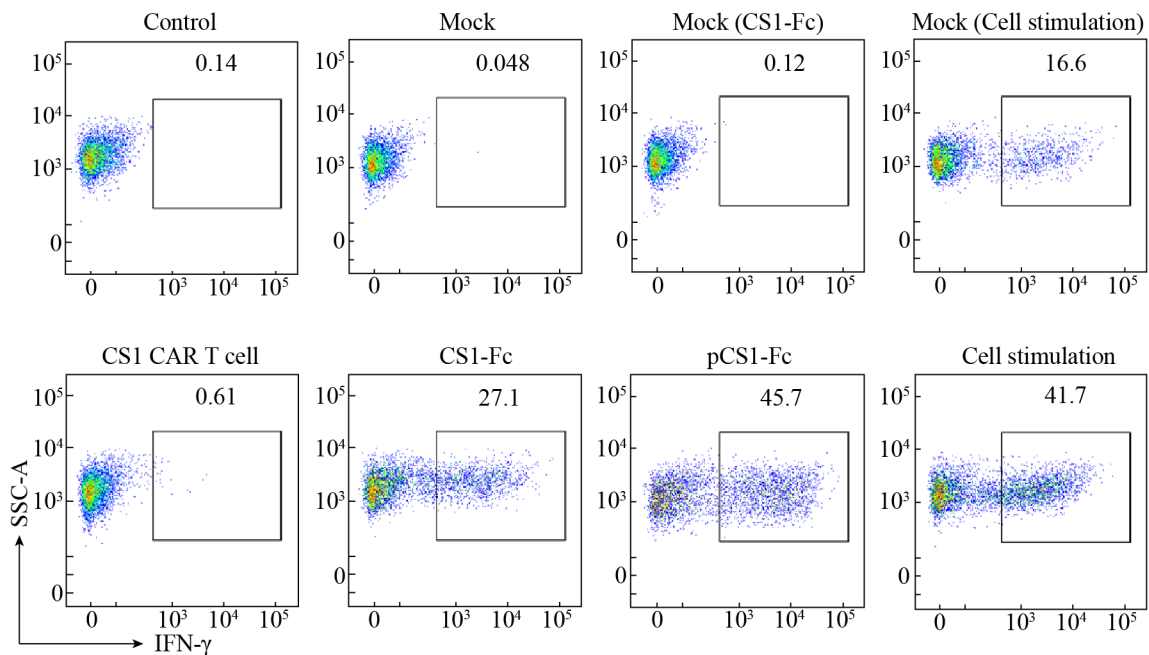 Control Mock Mock (CS1-Fc) Mock (Cell stimulation)
10⁵ 0.14 10⁵ 0.048 10⁵ 0.12 10⁵ 16.6
10⁴ 10⁴ 10⁴ 10⁴
10³ 10³ 10³ 10³
0 0 0 0
0 10³ 10⁴ 10⁵ 0 10³ 10⁴ 10⁵ 0 10³ 10⁴ 10⁵ 0 10³ 10⁴ 10⁵
CS1 CAR T cell CS1-Fc pCS1-Fc Cell stimulation
10⁵ 0.61 10⁵ 27.1 10⁵ 45.7 10⁵ 41.7
10⁴ 10⁴ 10⁴ 10⁴
10³ 10³ 10³ 10³
0 0 0 0
0 10³ 10⁴ 10⁵ 0 10³ 10⁴ 10⁵ 0 10³ 10⁴ 10⁵ 0 10³ 10⁴ 10⁵
SSC-A
IFN-γ